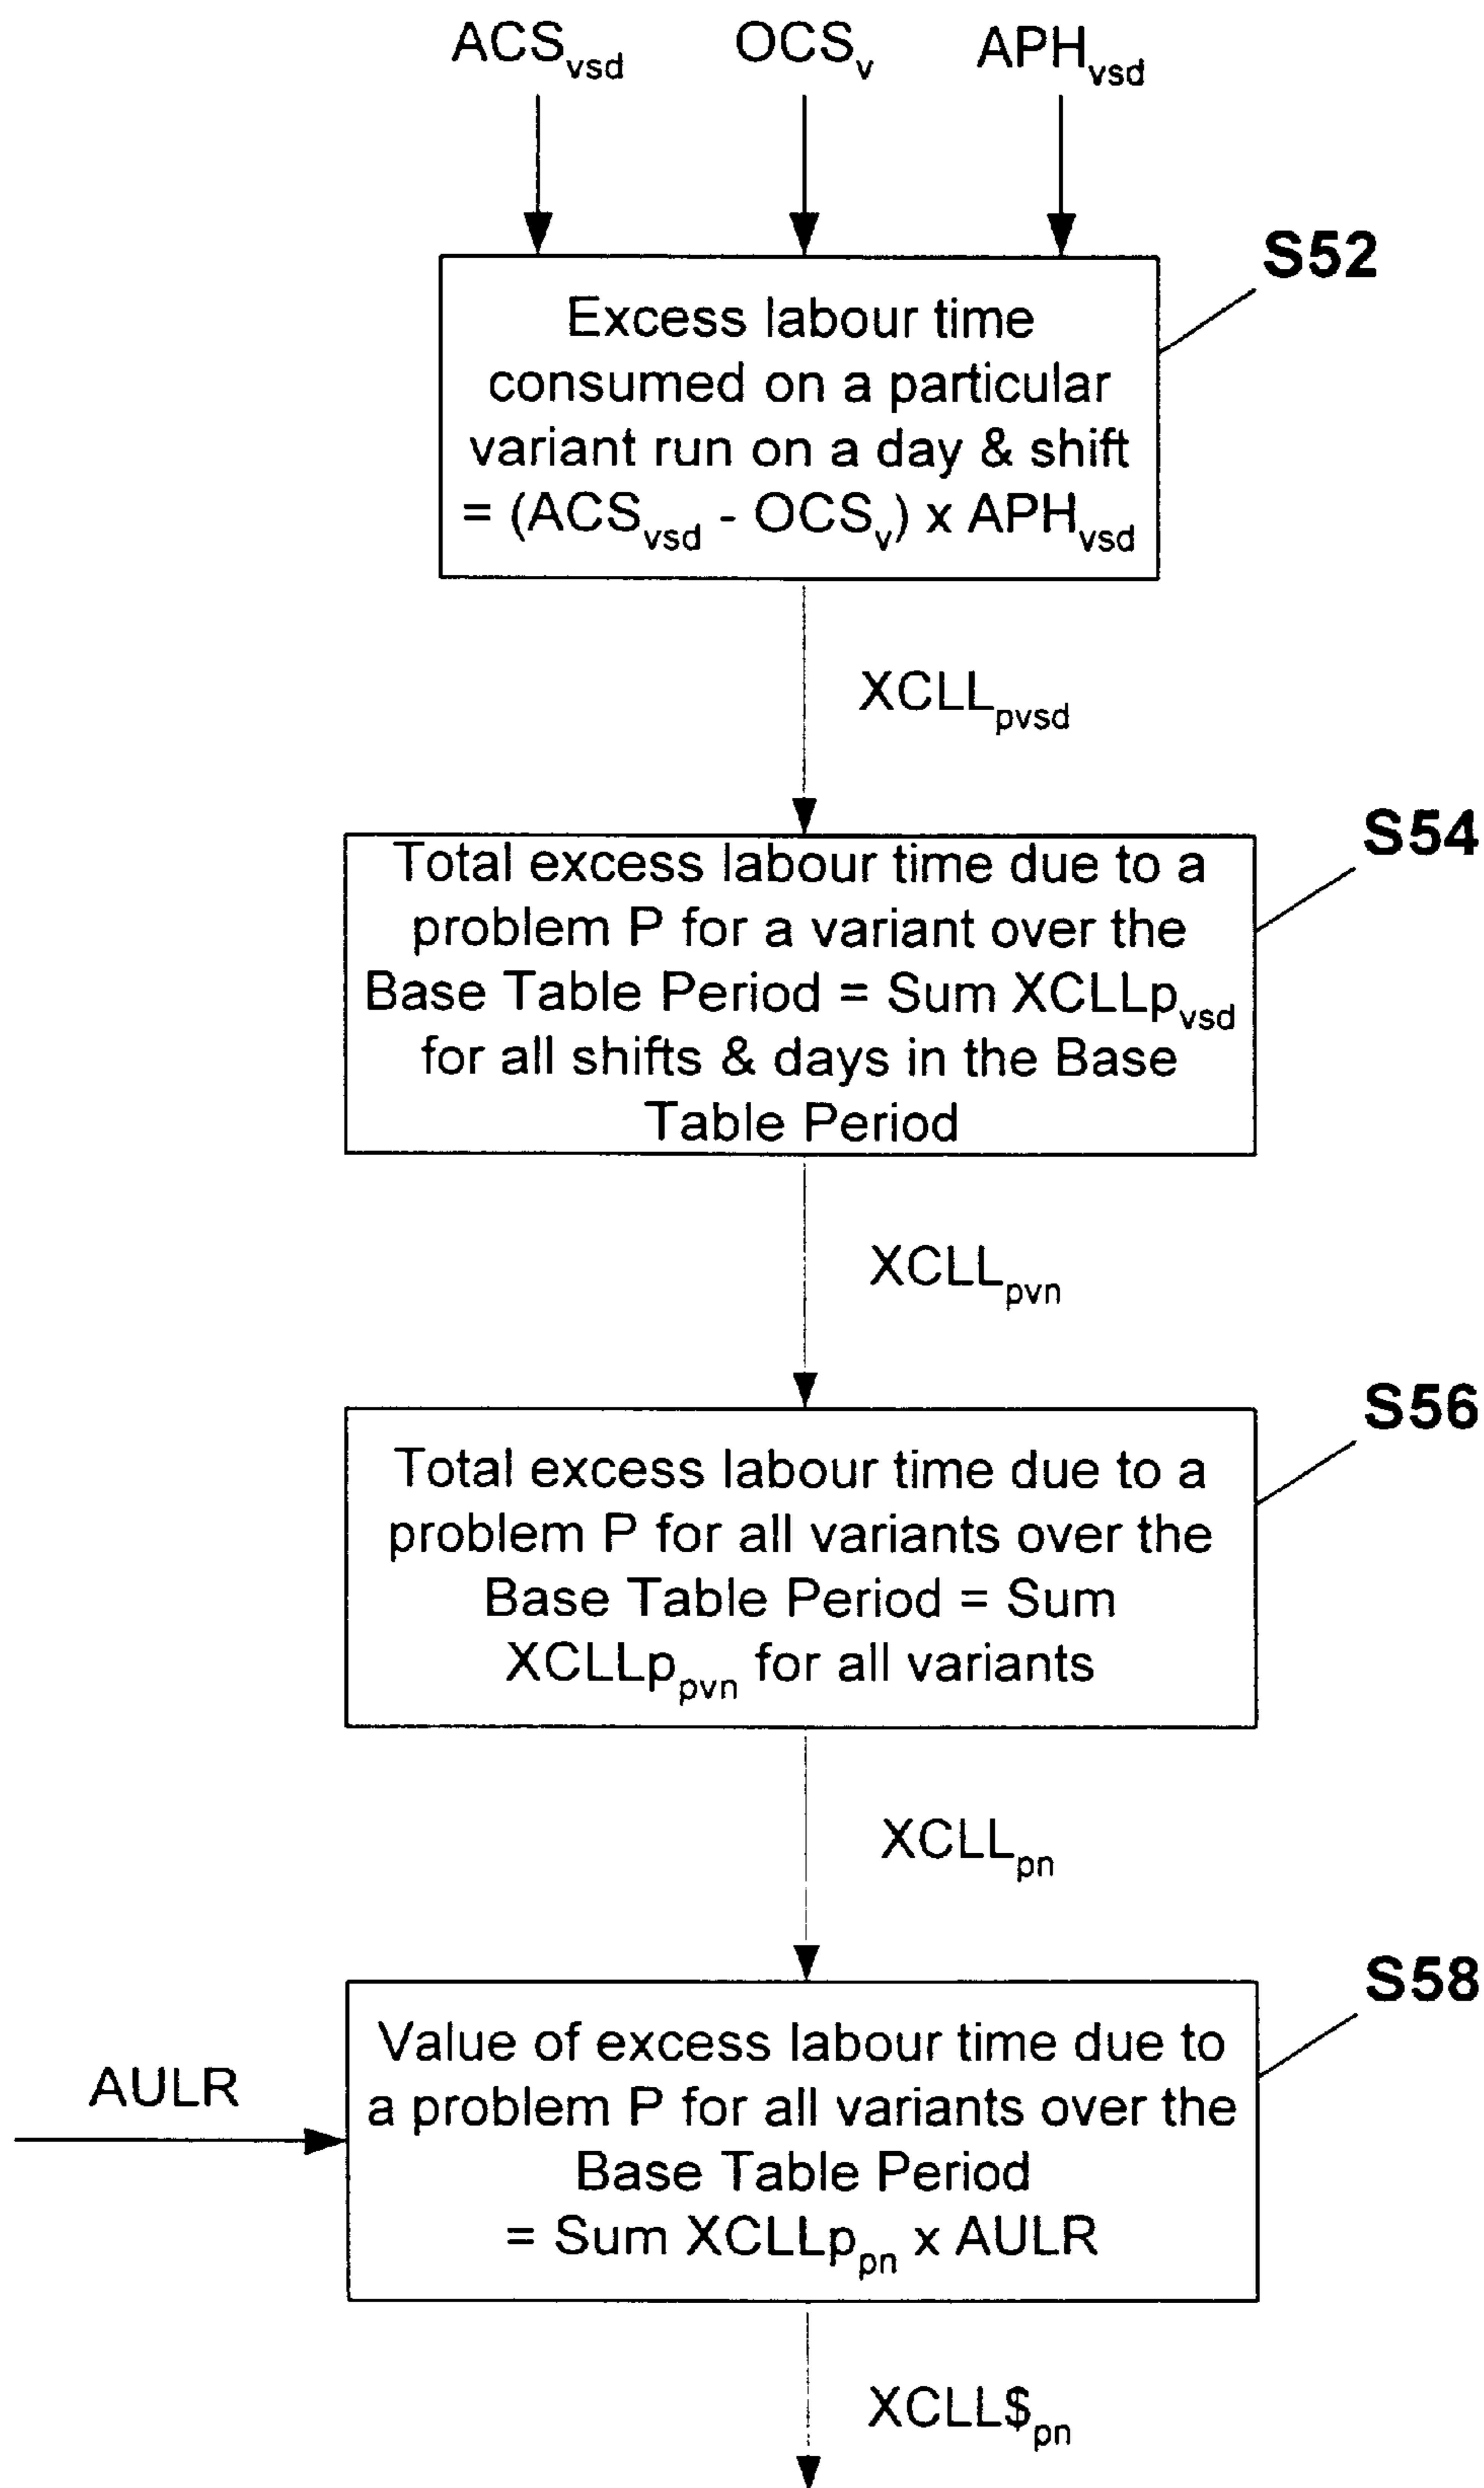 ACSvsd OCSv APHvsd
S52
Excess labour time
consumed on a particular
variant run on a day & shift
= (ACSvsd - OCSv) x APHvsd
XCLLpvsd
S54
Total excess labour time due to a
problem P for a variant over the
Base Table Period = Sum XCLLpvsd
for all shifts & days in the Base
Table Period
XCLLpvn
S56
Total excess labour time due to a
problem P for all variants over the
Base Table Period = Sum
XCLLppvn for all variants
XCLLpn
S58
AULR
Value of excess labour time due to
a problem P for all variants over the
Base Table Period
= Sum XCLLppn x AULR
XCLL$pn